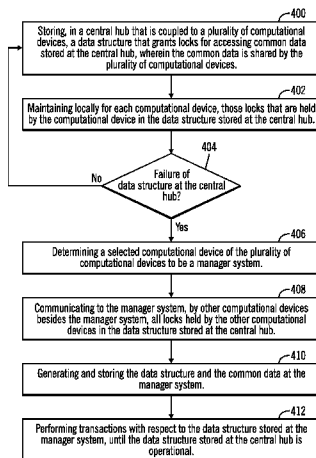 400
Storing, in a central hub that is coupled to a plurality of computational
devices, a data structure that grants locks for accessing common data
stored at the central hub, wherein the common data is shared by the
plurality of computational devices.
402
Maintaining locally for each computational device, those locks that are held
by the computational device in the data structure stored at the central hub.
404
Failure of
data structure at the central
hub?
No
Yes
406
Determining a selected computational device of the plurality of
computational devices to be a manager system.
408
Communicating to the manager system, by other computational devices
besides the manager system, all locks held by the other computational
devices in the data structure stored at the central hub.
410
Generating and storing the data structure and the common data at the
manager system.
412
Performing transactions with respect to the data structure stored at the
manager system, until the data structure stored at the central hub is
operational.